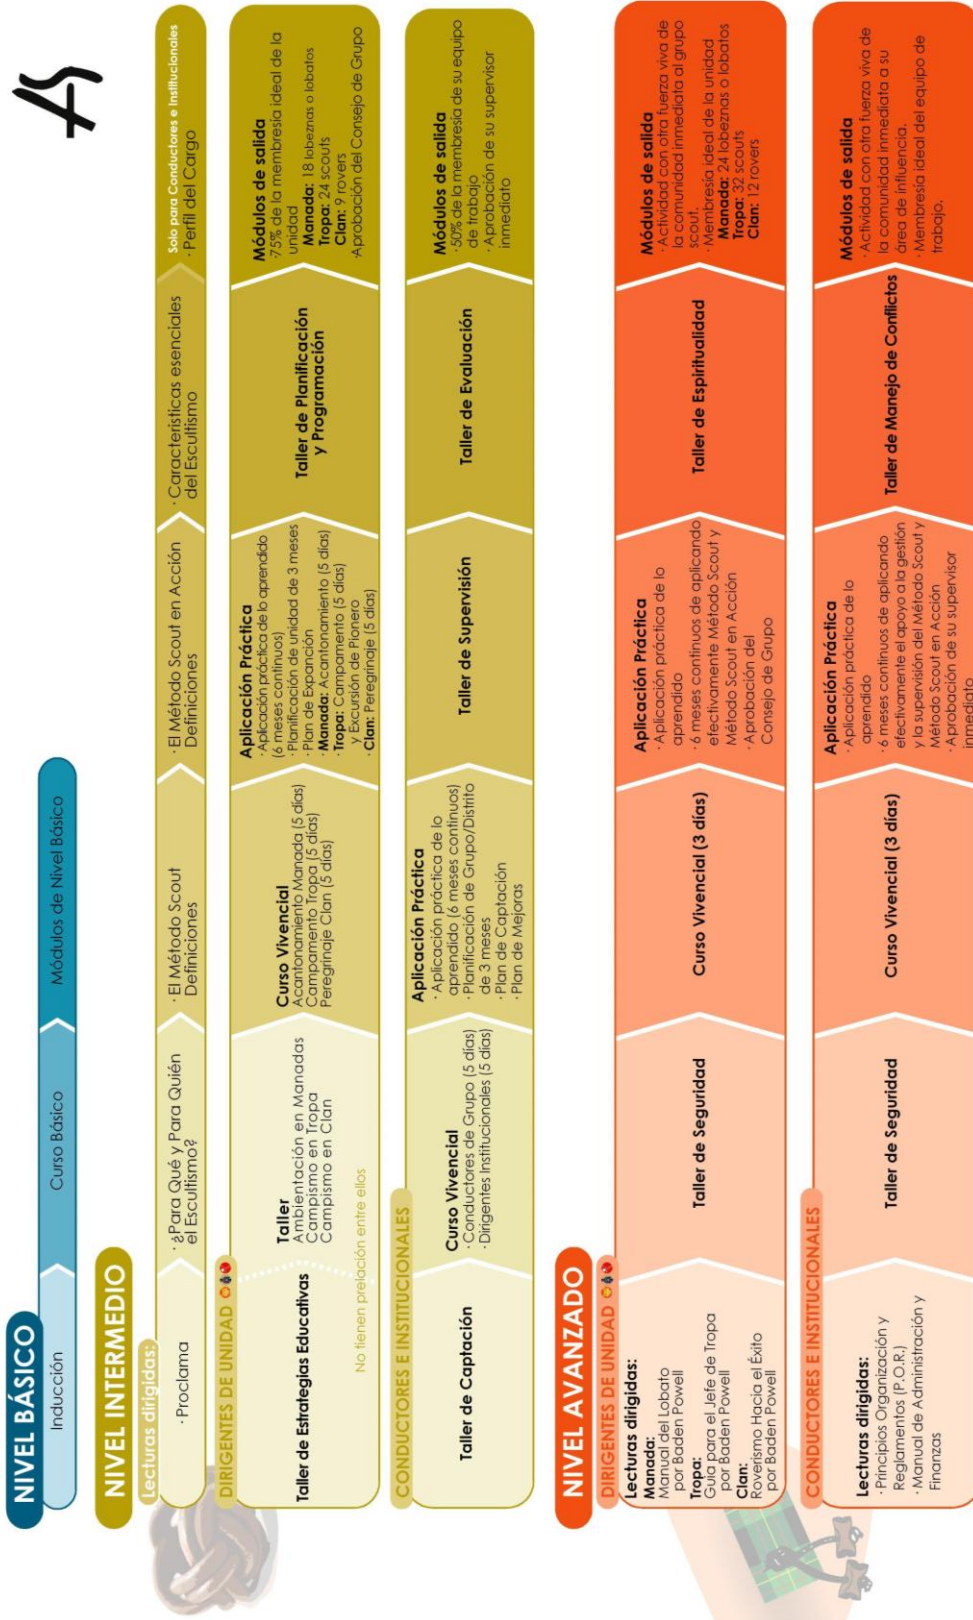 NIVEL BÁSICO
Inducción
Curso Básico
Módulos de Nivel Básico
NIVEL INTERMEDIO
Lecturas dirigidas:
· Proclama
· ¿Para Qué y Para Quién
el Escultismo?
· El Método Scout
Definiciones
· El Método Scout en Acción
Definiciones
· Características esenciales
del Escultismo
Solo para Conductores e Institucionales
· Perfil del Cargo
DIRIGENTES DE UNIDAD
Taller de Estrategias Educativas
Taller
Ambientación en Manadas
Campismo en Tropa
Campismo en Clan
No tienen prelación entre ellos
Curso Vivencial
Acantonamiento Manada (5 días)
Campamento Tropa (5 días)
Peregrinaje Clan (5 días)
Aplicación Práctica
· Aplicación práctica de lo aprendido
(6 meses continuos)
· Planificación de unidad de 3 meses
· Plan de Expanción
· Manada: Acantonamiento (5 días)
· Tropa: Campamento (5 días)
y Excursión de Pionero
· Clan: Peregrinaje (5 días)
Taller de Planificación
y Programación
Módulos de salida
·75% de la membresía ideal de la
unidad
Manada: 18 lobeznas o lobatos
Tropa: 24 scouts
Clan: 9 rovers
·Aprobación del Consejo de Grupo
CONDUCTORES E INSTITUCIONALES
Taller de Captación
Curso Vivencial
· Conductores de Grupo (5 días)
· Dirigentes Institucionales (5 días)
Aplicación Práctica
· Aplicación práctica de lo
aprendido (6 meses continuos)
· Planificación de Grupo/Distrito
de 3 meses
· Plan de Captación
· Plan de Mejoras
Taller de Supervisión
Taller de Evaluación
Módulos de salida
· 50% de la membresía de su equipo
de trabajo
· Aprobación de su supervisor
inmediato
NIVEL AVANZADO
DIRIGENTES DE UNIDAD
Lecturas dirigidas:
Manada:
Manual del Lobato
por Baden Powell
Tropa:
Guia para el Jefe de Tropa
por Baden Powell
Clan:
Roverismo Hacia el Éxito
por Baden Powell
Taller de Seguridad
Curso Vivencial (3 días)
Aplicación Práctica
· Aplicación práctica de lo
aprendido
· 6 meses continuos de aplicando
efectivamente Método Scout y
Método Scout en Acción
· Aprobación del
Consejo de Grupo
Taller de Espiritualidad
Módulos de salida
· Actividad con otra fuerza viva de
la comunidad inmediata al grupo
scout.
· Membresia ideal de la unidad
Manada: 24 lobeznas o lobatos
Tropa: 32 scouts
Clan: 12 rovers
CONDUCTORES E INSTITUCIONALES
Lecturas dirigidas:
· Principios Organización y
Reglamentos (P.O.R.)
· Manual de Administración y
Finanzas
Taller de Seguridad
Curso Vivencial (3 días)
Aplicación Práctica
· Aplicación práctica de lo
aprendido
· 6 meses continuos de aplicando
efectivamente el apoyo a la gestión
y la supervisión del Método Scout y
Método Scout en Acción
· Aprobación de su supervisor
inmediato
Taller de Manejo de Conflictos
Módulos de salida
· Actividad con otra fuerza viva de
la comunidad inmediata a su
área de influencia.
· Membresia ideal del equipo de
trabajo.